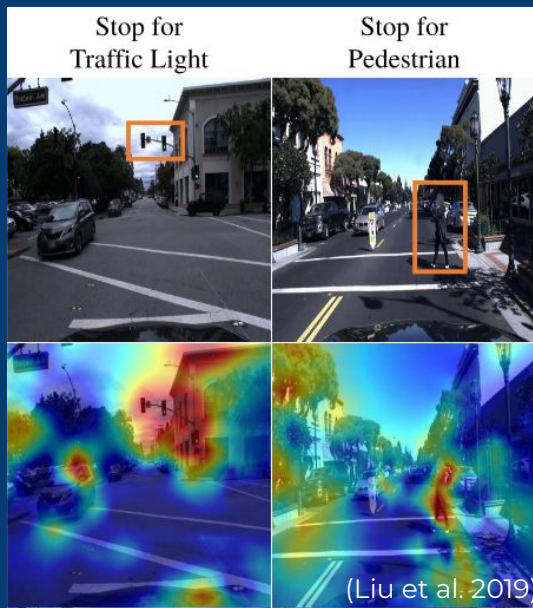 Stop for
Traffic Light
Stop for
Pedestrian
(Liu et al. 2019)